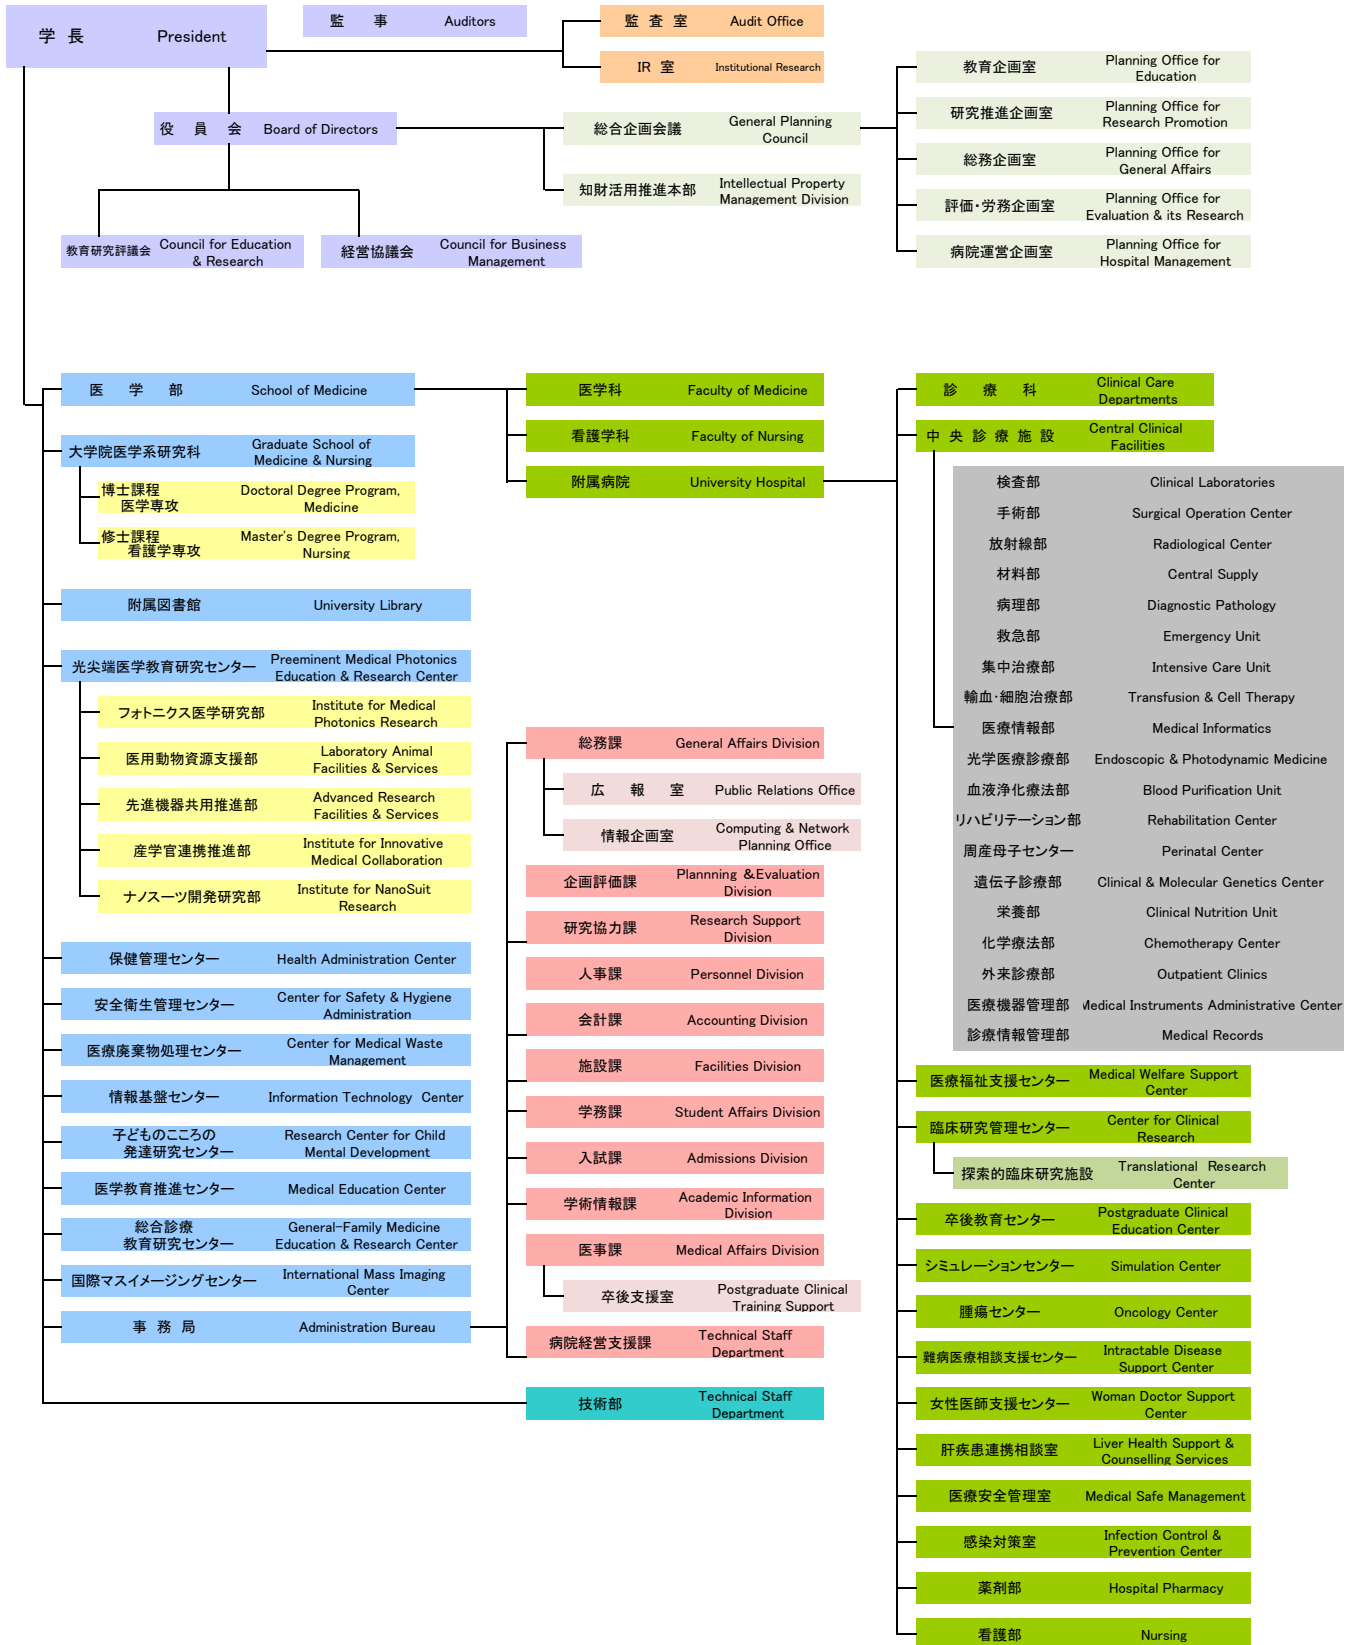 学 長 President
監 事 Auditors
監 査 室 Audit Office
IR 室 Institutional Research
役 員 会 Board of Directors
総合企画会議 General Planning
Council
知財活用推進本部 Intellectual Property
Management Division
教育企画室 Planning Office for
Education
研究推進企画室 Planning Office for
Research Promotion
総務企画室 Planning Office for
General Affairs
評価・労務企画室 Planning Office for
Evaluation & its Research
病院運営企画室 Planning Office for
Hospital Management
教育研究評議会 Council for Education
& Research
経営協議会 Council for Business
Management
医 学 部 School of Medicine
大学院医学系研究科 Graduate School of
Medicine & Nursing
博士課程 Doctoral Degree Program,
医学専攻 Medicine
修士課程 Master's Degree Program,
看護学専攻 Nursing
附属図書館 University Library
光尖端医学教育研究センター Preeminent Medical Photonics
Education & Research Center
フォトニクス医学研究部 Institute for Medical
Photonics Research
医用動物資源支援部 Laboratory Animal
Facilities & Services
先進機器共用推進部 Advanced Research
Facilities & Services
産学官連携推進部 Institute for Innovative
Medical Collaboration
ナノスーツ開発研究部 Institute for NanoSuit
Research
保健管理センター Health Administration Center
安全衛生管理センター Center for Safety & Hygiene
Administration
医療廃棄物処理センター Center for Medical Waste
Management
情報基盤センター Information Technology Center
子どものこころの Research Center for Child
発達研究センター Mental Development
医学教育推進センター Medical Education Center
総合診療 General-Family Medicine
教育研究センター Education & Research Center
国際マスイメージングセンター International Mass Imaging
Center
事 務 局 Administration Bureau
医学科 Faculty of Medicine
看護学科 Faculty of Nursing
附属病院 University Hospital
総務課 General Affairs Division
広 報 室 Public Relations Office
情報企画室 Computing & Network
Planning Office
企画評価課 Plannning &Evaluation
Division
研究協力課 Research Support
Division
人事課 Personnel Division
会計課 Accounting Division
施設課 Facilities Division
学務課 Student Affairs Division
入試課 Admissions Division
学術情報課 Academic Information
Division
医事課 Medical Affairs Division
卒後支援室 Postgraduate Clinical
Training Support
病院経営支援課 Technical Staff
Department
技術部 Technical Staff
Department
診 療 科 Clinical Care
Departments
中 央 診 療 施 設 Central Clinical
Facilities
検査部 Clinical Laboratories
手術部 Surgical Operation Center
放射線部 Radiological Center
材料部 Central Supply
病理部 Diagnostic Pathology
救急部 Emergency Unit
集中治療部 Intensive Care Unit
輸血・細胞治療部 Transfusion & Cell Therapy
医療情報部 Medical Informatics
光学医療診療部 Endoscopic & Photodynamic Medicine
血液浄化療法部 Blood Purification Unit
リハビリテーション部 Rehabilitation Center
周産母子センター Perinatal Center
遺伝子診療部 Clinical & Molecular Genetics Center
栄養部 Clinical Nutrition Unit
化学療法部 Chemotherapy Center
外来診療部 Outpatient Clinics
医療機器管理部 Medical Instruments Administrative Center
診療情報管理部 Medical Records
医療福祉支援センター Medical Welfare Support
Center
臨床研究管理センター Center for Clinical
Research
探索的臨床研究施設 Translational Research
Center
卒後教育センター Postgraduate Clinical
Education Center
シミュレーションセンター Simulation Center
腫瘍センター Oncology Center
難病医療相談支援センター Intractable Disease
Support Center
女性医師支援センター Woman Doctor Support
Center
肝疾患連携相談室 Liver Health Support &
Counselling Services
医療安全管理室 Medical Safe Management
感染対策室 Infection Control &
Prevention Center
薬剤部 Hospital Pharmacy
看護部 Nursing